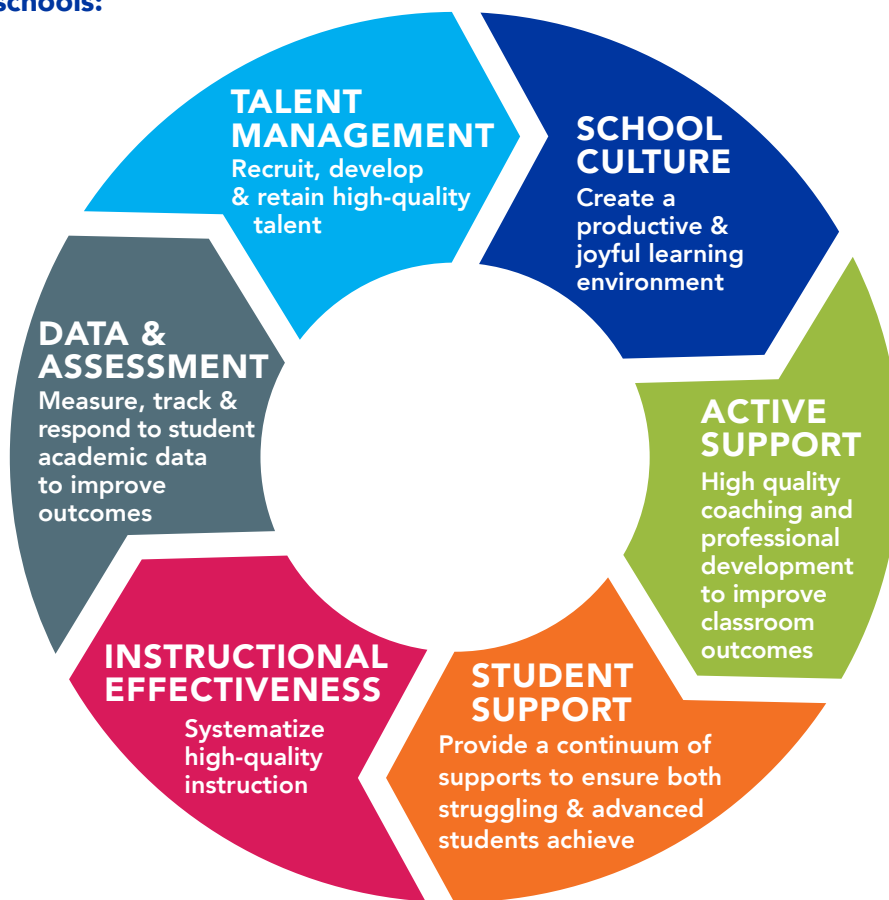 schools:
TALENT
MANAGEMENT
Recruit, develop
& retain high-quality
talent
SCHOOL
CULTURE
Create a
productive &
joyful learning
environment
ACTIVE
SUPPORT
High quality
coaching and
professional
development
to improve
classroom
outcomes
STUDENT
SUPPORT
Provide a continuum of
supports to ensure both
struggling & advanced
students achieve
INSTRUCTIONAL
EFFECTIVENESS
Systematize
high-quality
instruction
DATA &
ASSESSMENT
Measure, track &
respond to student
academic data
to improve
outcomes